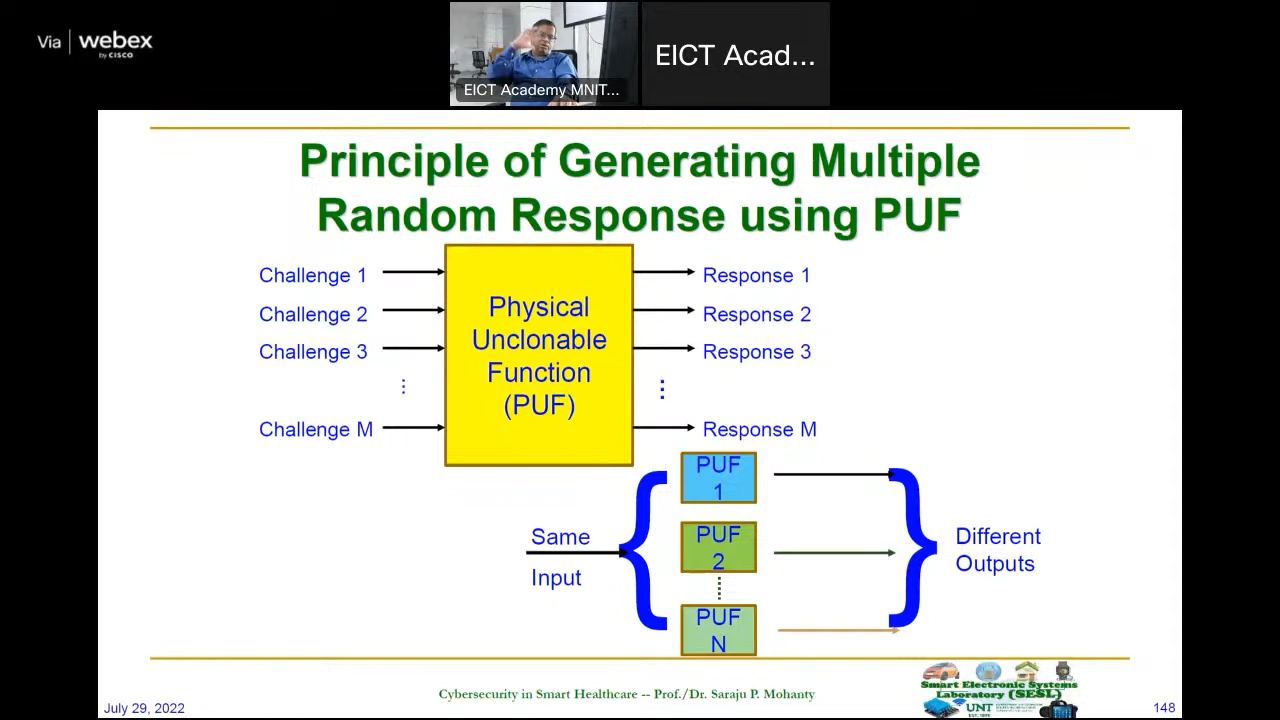 Via webex
by CISCO
EICT Academy MNIT...
EICT Acad...
Principle of Generating Multiple
Random Response using PUF
Challenge 1
Challenge 2
Challenge 3
Challenge M
Physical
Unclonable
Function
(PUF)
Response 1
Response 2
Response 3
Response M
Same
Input
PUF
1
PUF
2
PUF
N
Different
Outputs
July 29, 2022
Cybersecurity in Smart Healthcare -- Prof./Dr. Saraju P. Mohanty
Smart Electronic Systems
Laboratory (SESL)
UNT
148